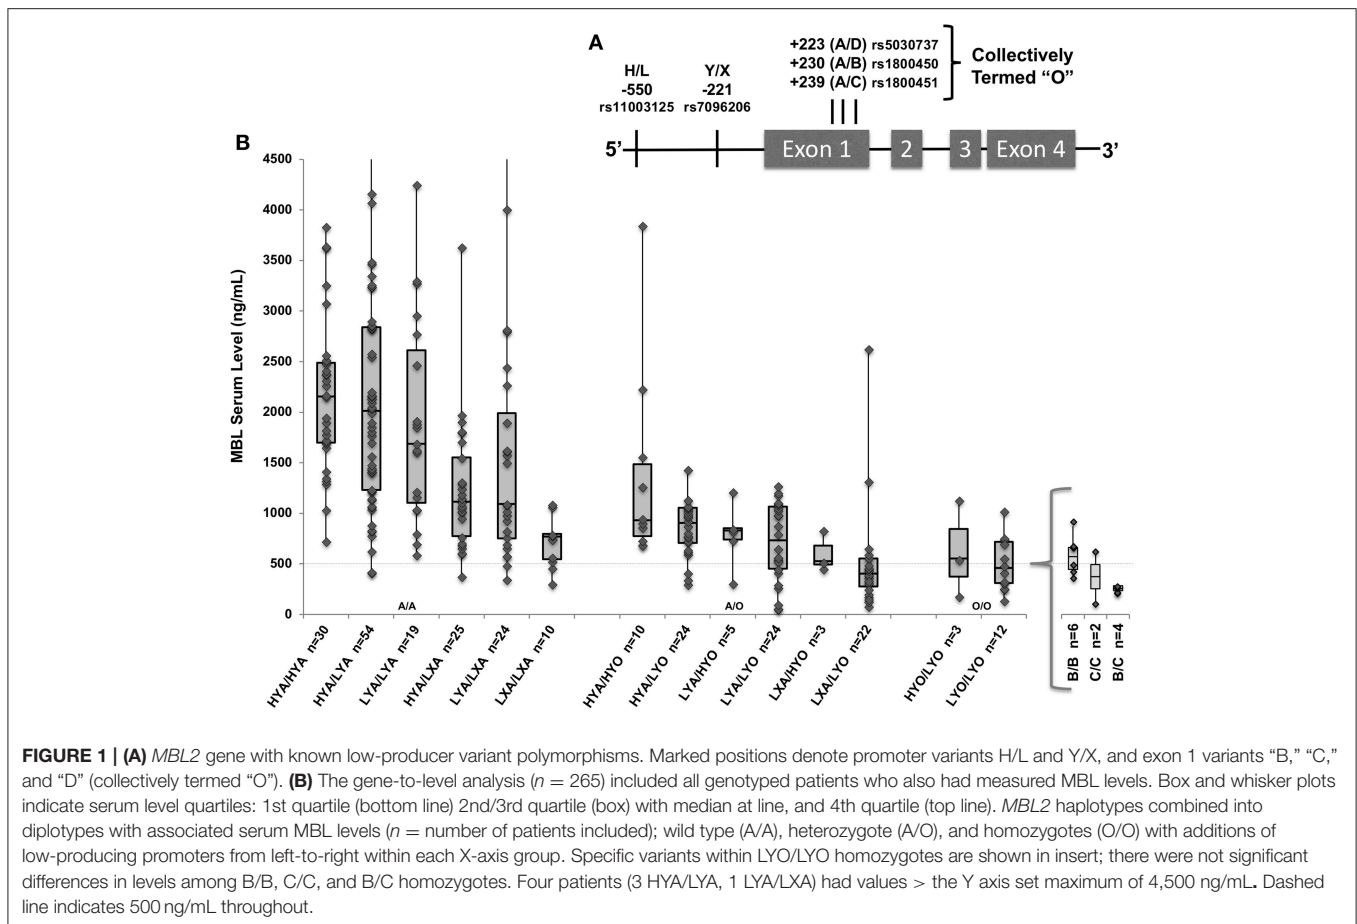 A
+223 (A/D) rs5030737
+230 (A/B) rs1800450
+239 (A/C) rs1800451
Collectively
Termed “O”
H/L
-550
rs11003125
Y/X
-221
rs7096206
5’
Exon 1
2
3
Exon 4
3’
B
MBL Serum Level (ng/mL)
4500
4000
3500
3000
2500
2000
1500
1000
500
0
A/A
A/O
O/O
HYA/HYA n=30
HYA/LYA n=54
LYA/LYA n=19
HYA/LXA n=25
LYA/LXA n=24
LXA/LXA n=10
HYA/HYO n=10
HYA/LYO n=24
LYA/HYO n=5
LYA/LYO n=24
LXA/HYO n=3
LXA/LYO n=22
HYO/LYO n=3
LYO/LYO n=12
B/B n=6
C/C n=2
B/C n=4
FIGURE 1 | (A) MBL2 gene with known low-producer variant polymorphisms. Marked positions denote promoter variants H/L and Y/X, and exon 1 variants “B,” “C,”
and “D” (collectively termed “O”). (B) The gene-to-level analysis (n = 265) included all genotyped patients who also had measured MBL levels. Box and whisker plots
indicate serum level quartiles: 1st quartile (bottom line) 2nd/3rd quartile (box) with median at line, and 4th quartile (top line). MBL2 haplotypes combined into
diplotypes with associated serum MBL levels (n = number of patients included); wild type (A/A), heterozygote (A/O), and homozygotes (O/O) with additions of
low-producing promoters from left-to-right within each X-axis group. Specific variants within LYO/LYO homozygotes are shown in insert; there were not significant
differences in levels among B/B, C/C, and B/C homozygotes. Four patients (3 HYA/LYA, 1 LYA/LXA) had values > the Y axis set maximum of 4,500 ng/mL. Dashed
line indicates 500 ng/mL throughout.